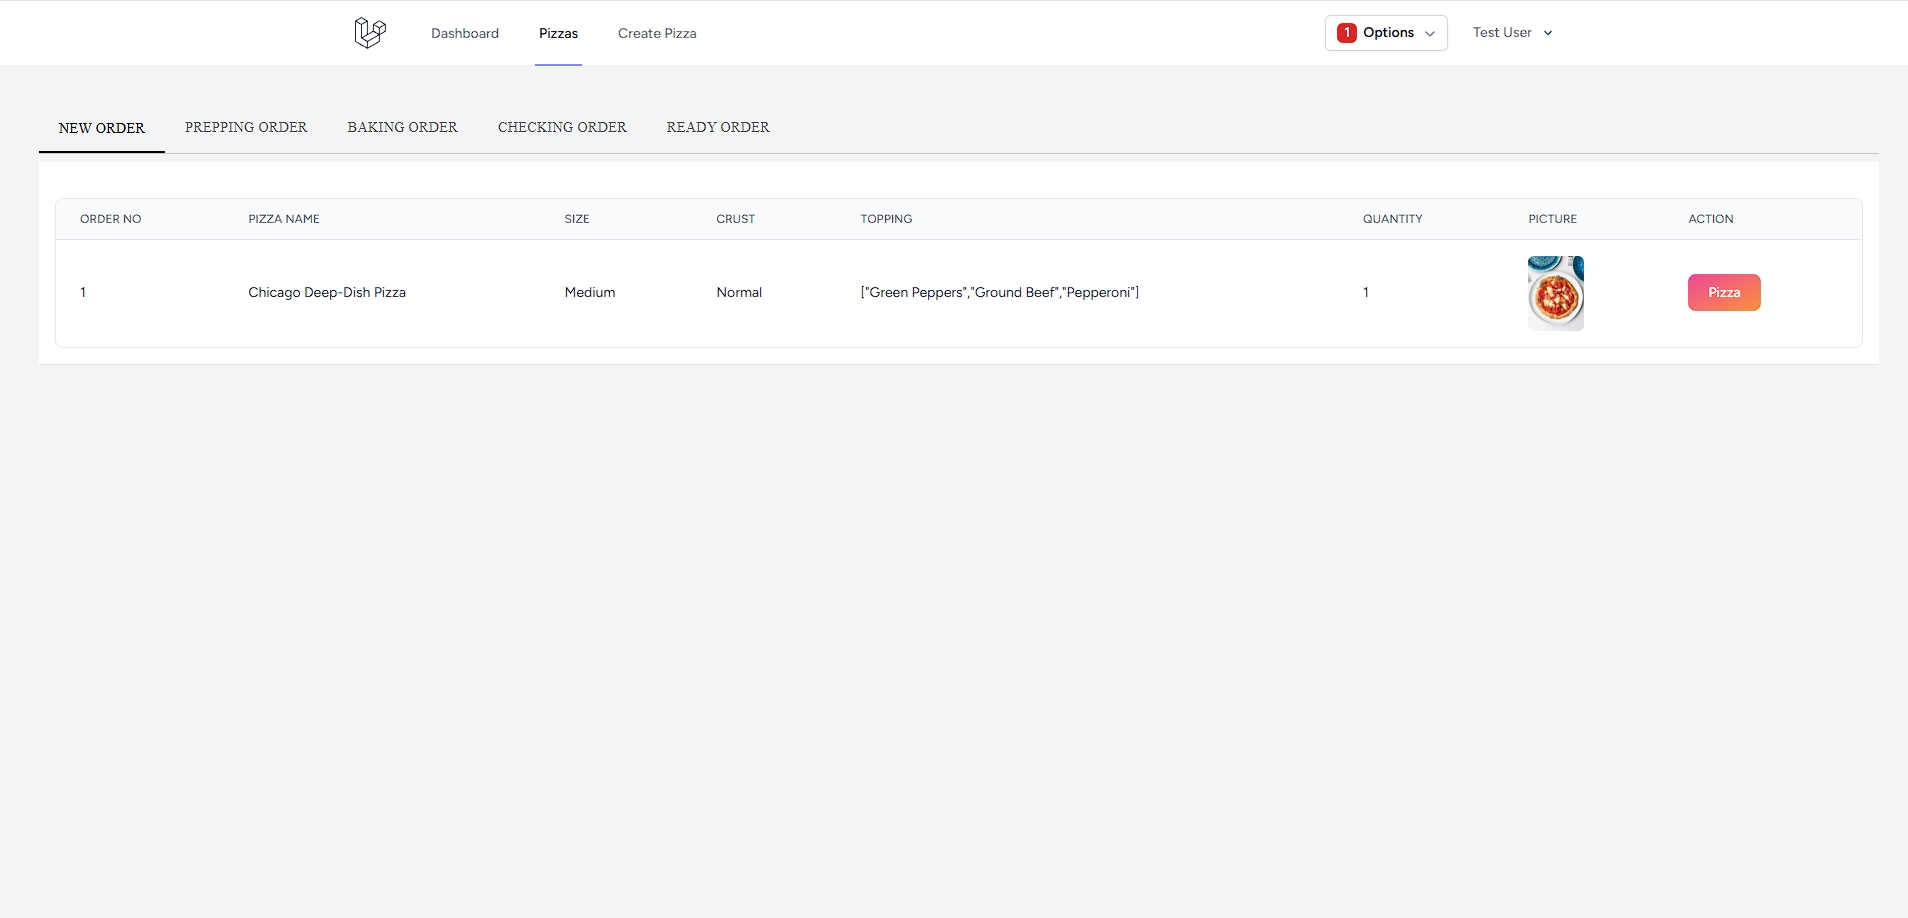 Dashboard Pizzas Create Pizza 1 Options Test User
NEW ORDER PREPPING ORDER BAKING ORDER CHECKING ORDER READY ORDER
ORDER NO PIZZA NAME SIZE CRUST TOPPING QUANTITY PICTURE ACTION
1 Chicago Deep-Dish Pizza Medium Normal ["Green Peppers","Ground Beef","Pepperoni"] 1 Pizza